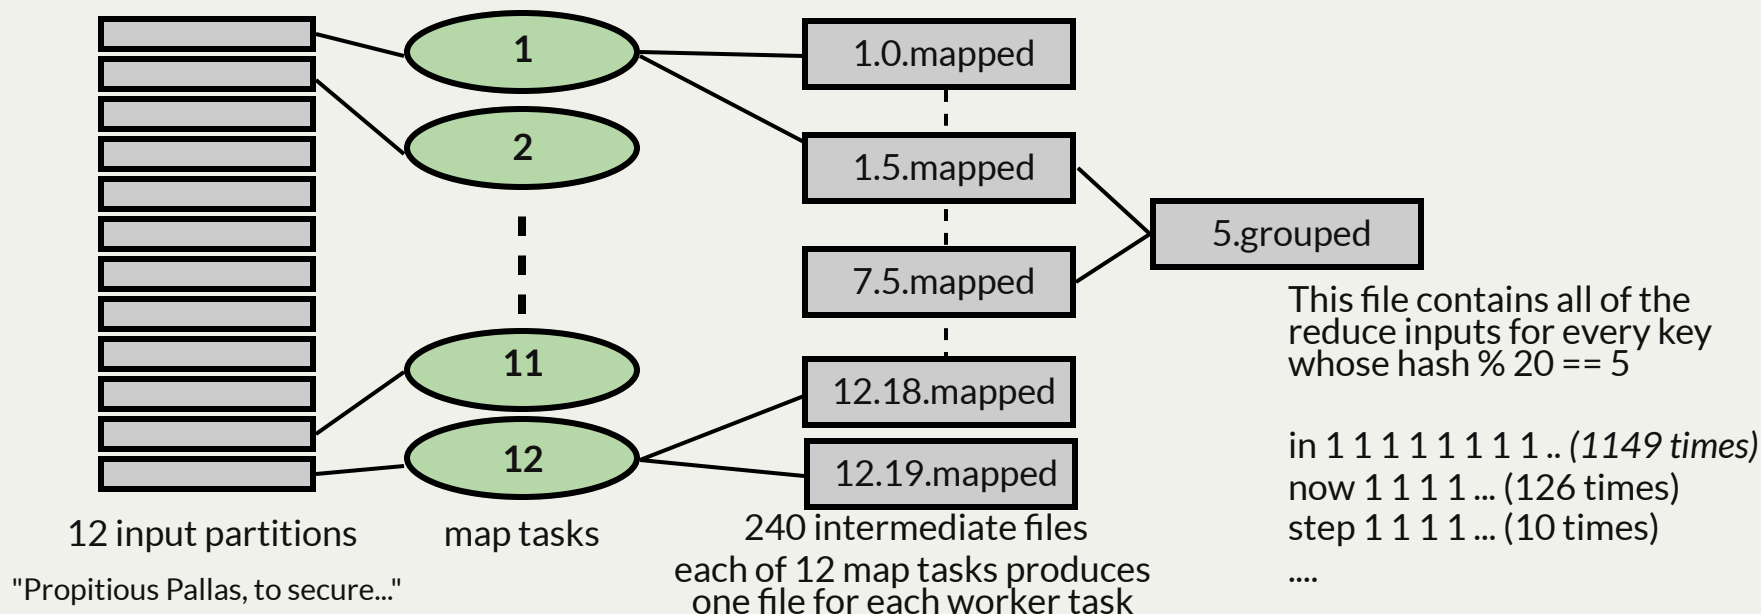 1
2
11
12
1.0.mapped
1.5.mapped
7.5.mapped
12.18.mapped
12.19.mapped
5.grouped
This file contains all of the
reduce inputs for every key
whose hash % 20 == 5
in 1 1 1 1 1 1 1 1 .. (1149 times)
now 1 1 1 1 ... (126 times)
step 1 1 1 1 ... (10 times)
....
12 input partitions
"Propitious Pallas, to secure..."
map tasks
240 intermediate files
each of 12 map tasks produces
one file for each worker task